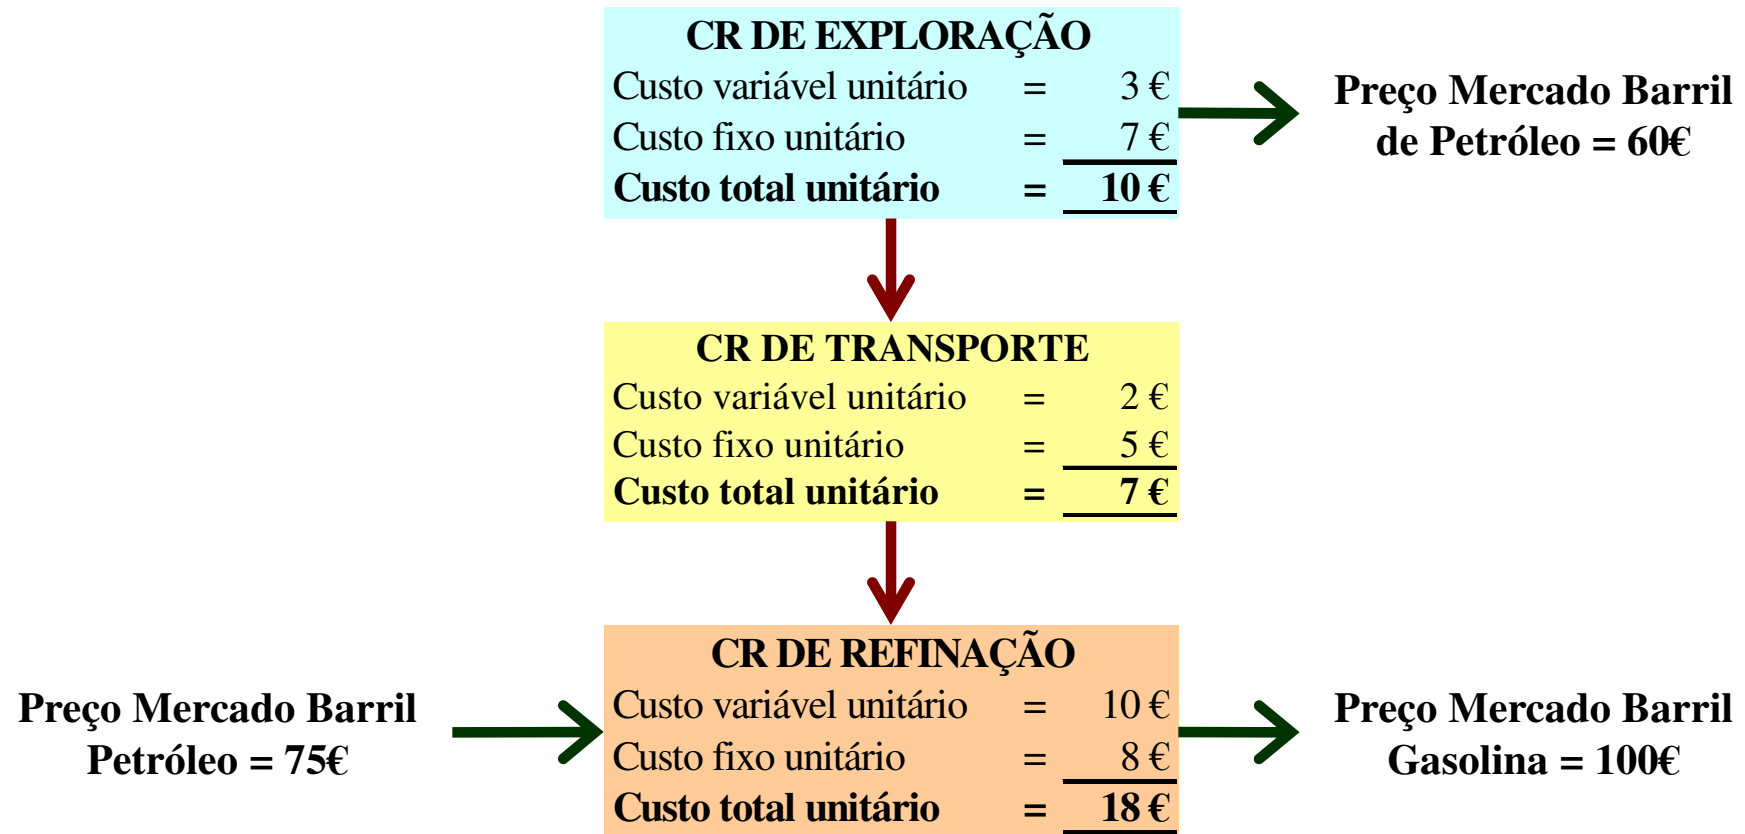 CR DE EXPLORAÇÃO
Custo variável unitário = 3 €
Custo fixo unitário = 7 €
Custo total unitário = 10 €
Preço Mercado Barril
de Petróleo = 60€
CR DE TRANSPORTE
Custo variável unitário = 2 €
Custo fixo unitário = 5 €
Custo total unitário = 7 €
Preço Mercado Barril
Petróleo = 75€
CR DE REFINAÇÃO
Custo variável unitário = 10 €
Custo fixo unitário = 8 €
Custo total unitário = 18 €
Preço Mercado Barril
Gasolina = 100€